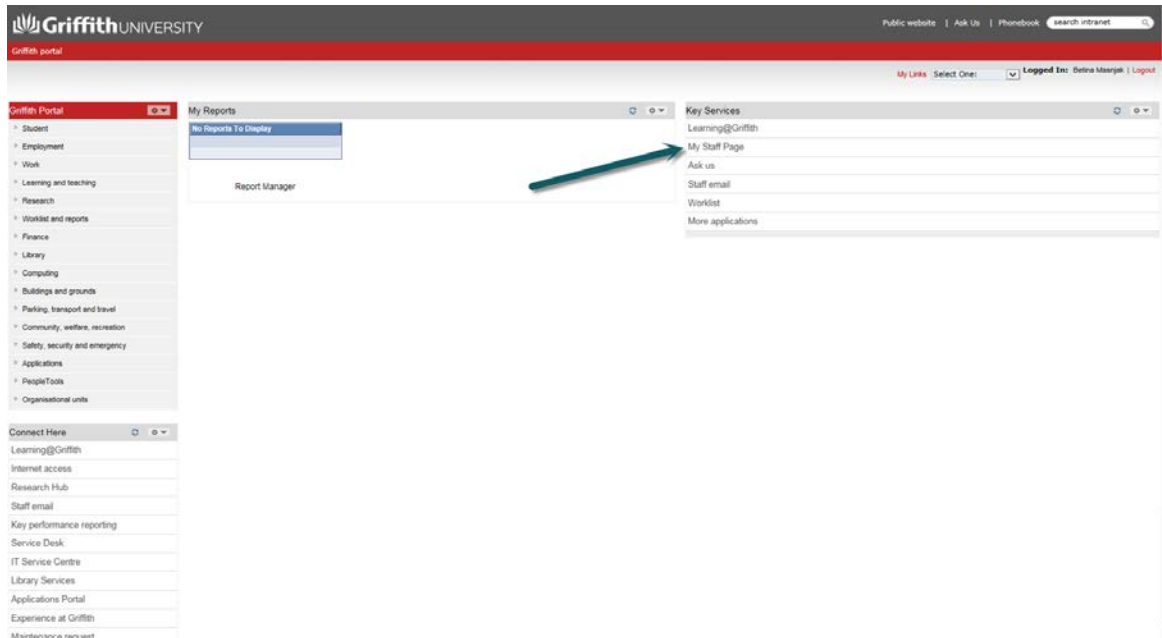 Griffith UNIVERSITY
Public website | Ask Us | Phonebook search intranet
Griffith portal
My Links Select One: Logged In: Betina Masnjak | Logout
Griffith Portal
Student
Employment
Work
Learning and teaching
Research
Worklist and reports
Finance
Library
Computing
Buildings and grounds
Parking, transport and travel
Community, welfare, recreation
Safety, security and emergency
Applications
PeopleTools
Organisational units
Connect Here
Learning@Griffith
Internet access
Research Hub
Staff email
Key performance reporting
Service Desk
IT Service Centre
Library Services
Applications Portal
Experience at Griffith
Maintenance request
My Reports
No Reports To Display
Report Manager
Key Services
Learning@Griffith
My Staff Page
Ask us
Staff email
Worklist
More applications